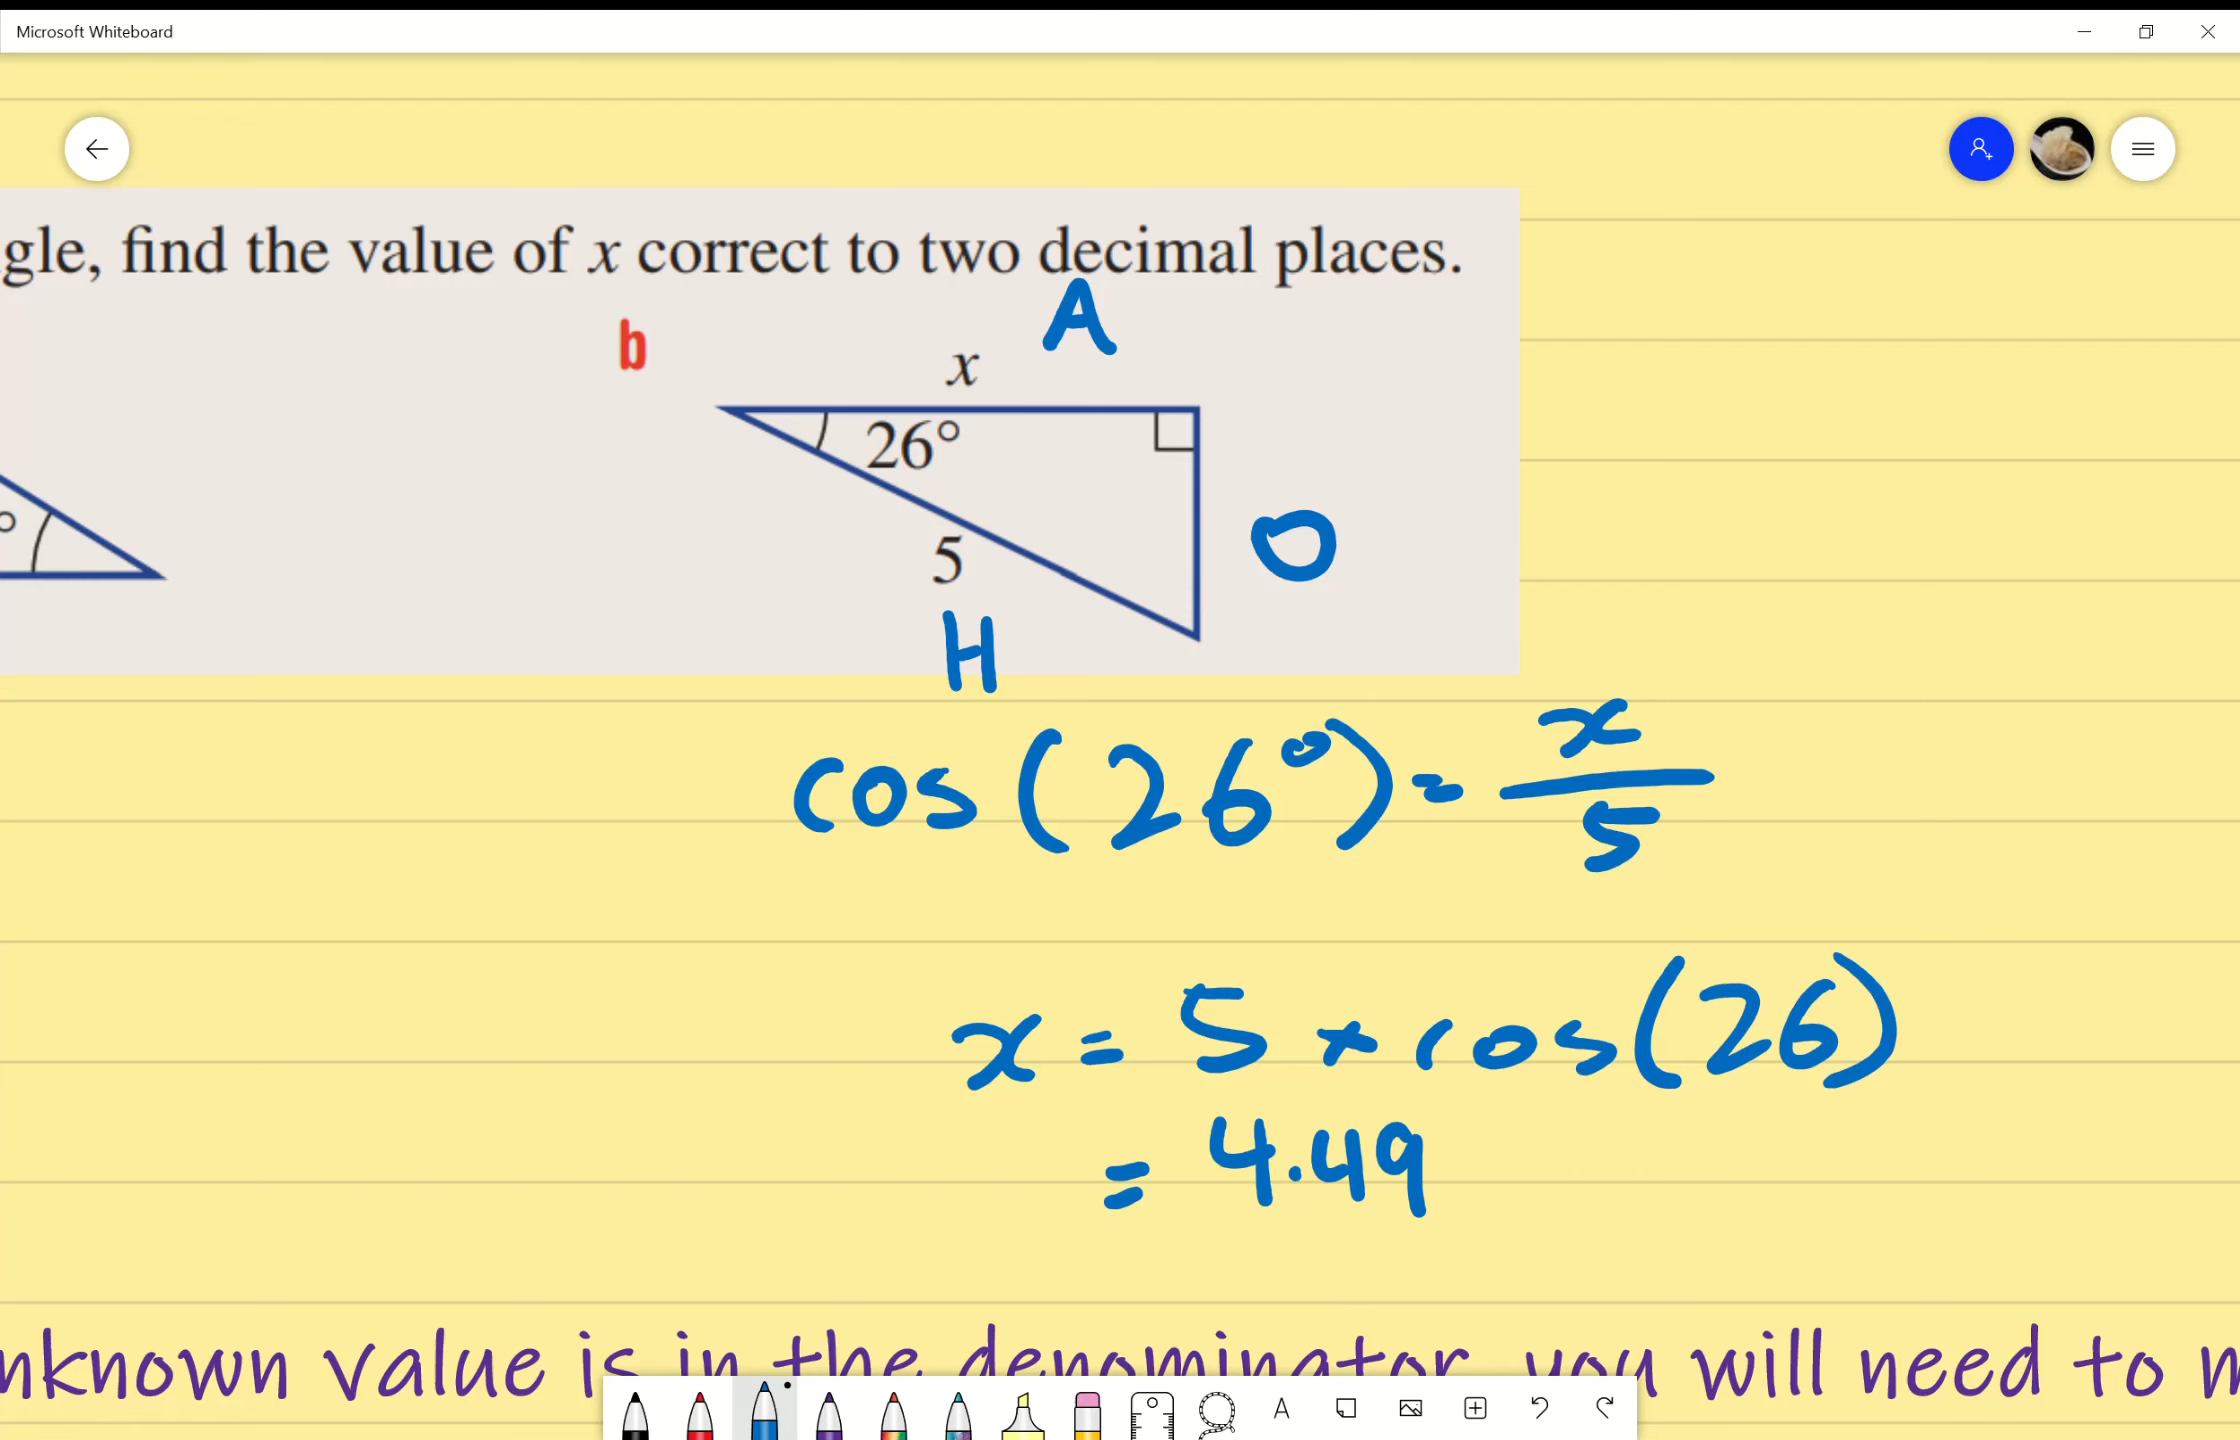 Microsoft Whiteboard
gle, find the value of x correct to two decimal places.
A
b
x
26°
°
5
O
H
cos(26°) = x/5
x = 5 × cos(26)
= 4.49
nknown value is in the denominator you will need to m
A